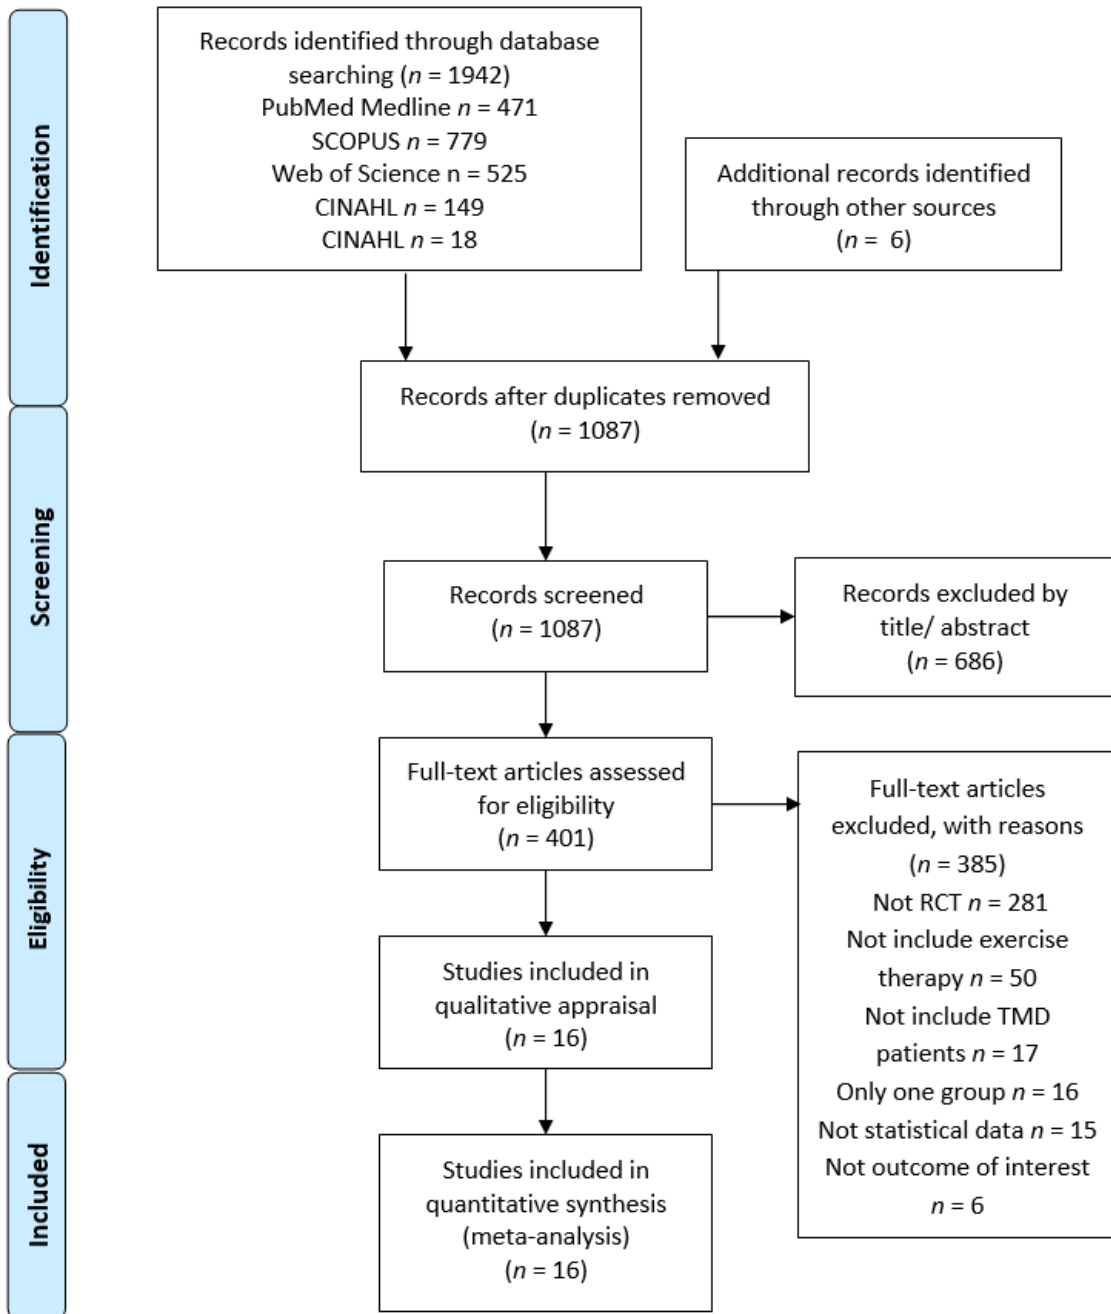 Identification
Records identified through database
searching (n = 1942)
PubMed Medline n = 471
SCOPUS n = 779
Web of Science n = 525
CINAHL n = 149
CINAHL n = 18
Additional records identified
through other sources
(n = 6)
Records after duplicates removed
(n = 1087)
Screening
Records screened
(n = 1087)
Records excluded by
title/ abstract
(n = 686)
Eligibility
Full-text articles assessed
for eligibility
(n = 401)
Full-text articles
excluded, with reasons
(n = 385)
Not RCT n = 281
Not include exercise
therapy n = 50
Not include TMD
patients n = 17
Only one group n = 16
Not statistical data n = 15
Not outcome of interest
n = 6
Studies included in
qualitative appraisal
(n = 16)
Included
Studies included in
quantitative synthesis
(meta-analysis)
(n = 16)